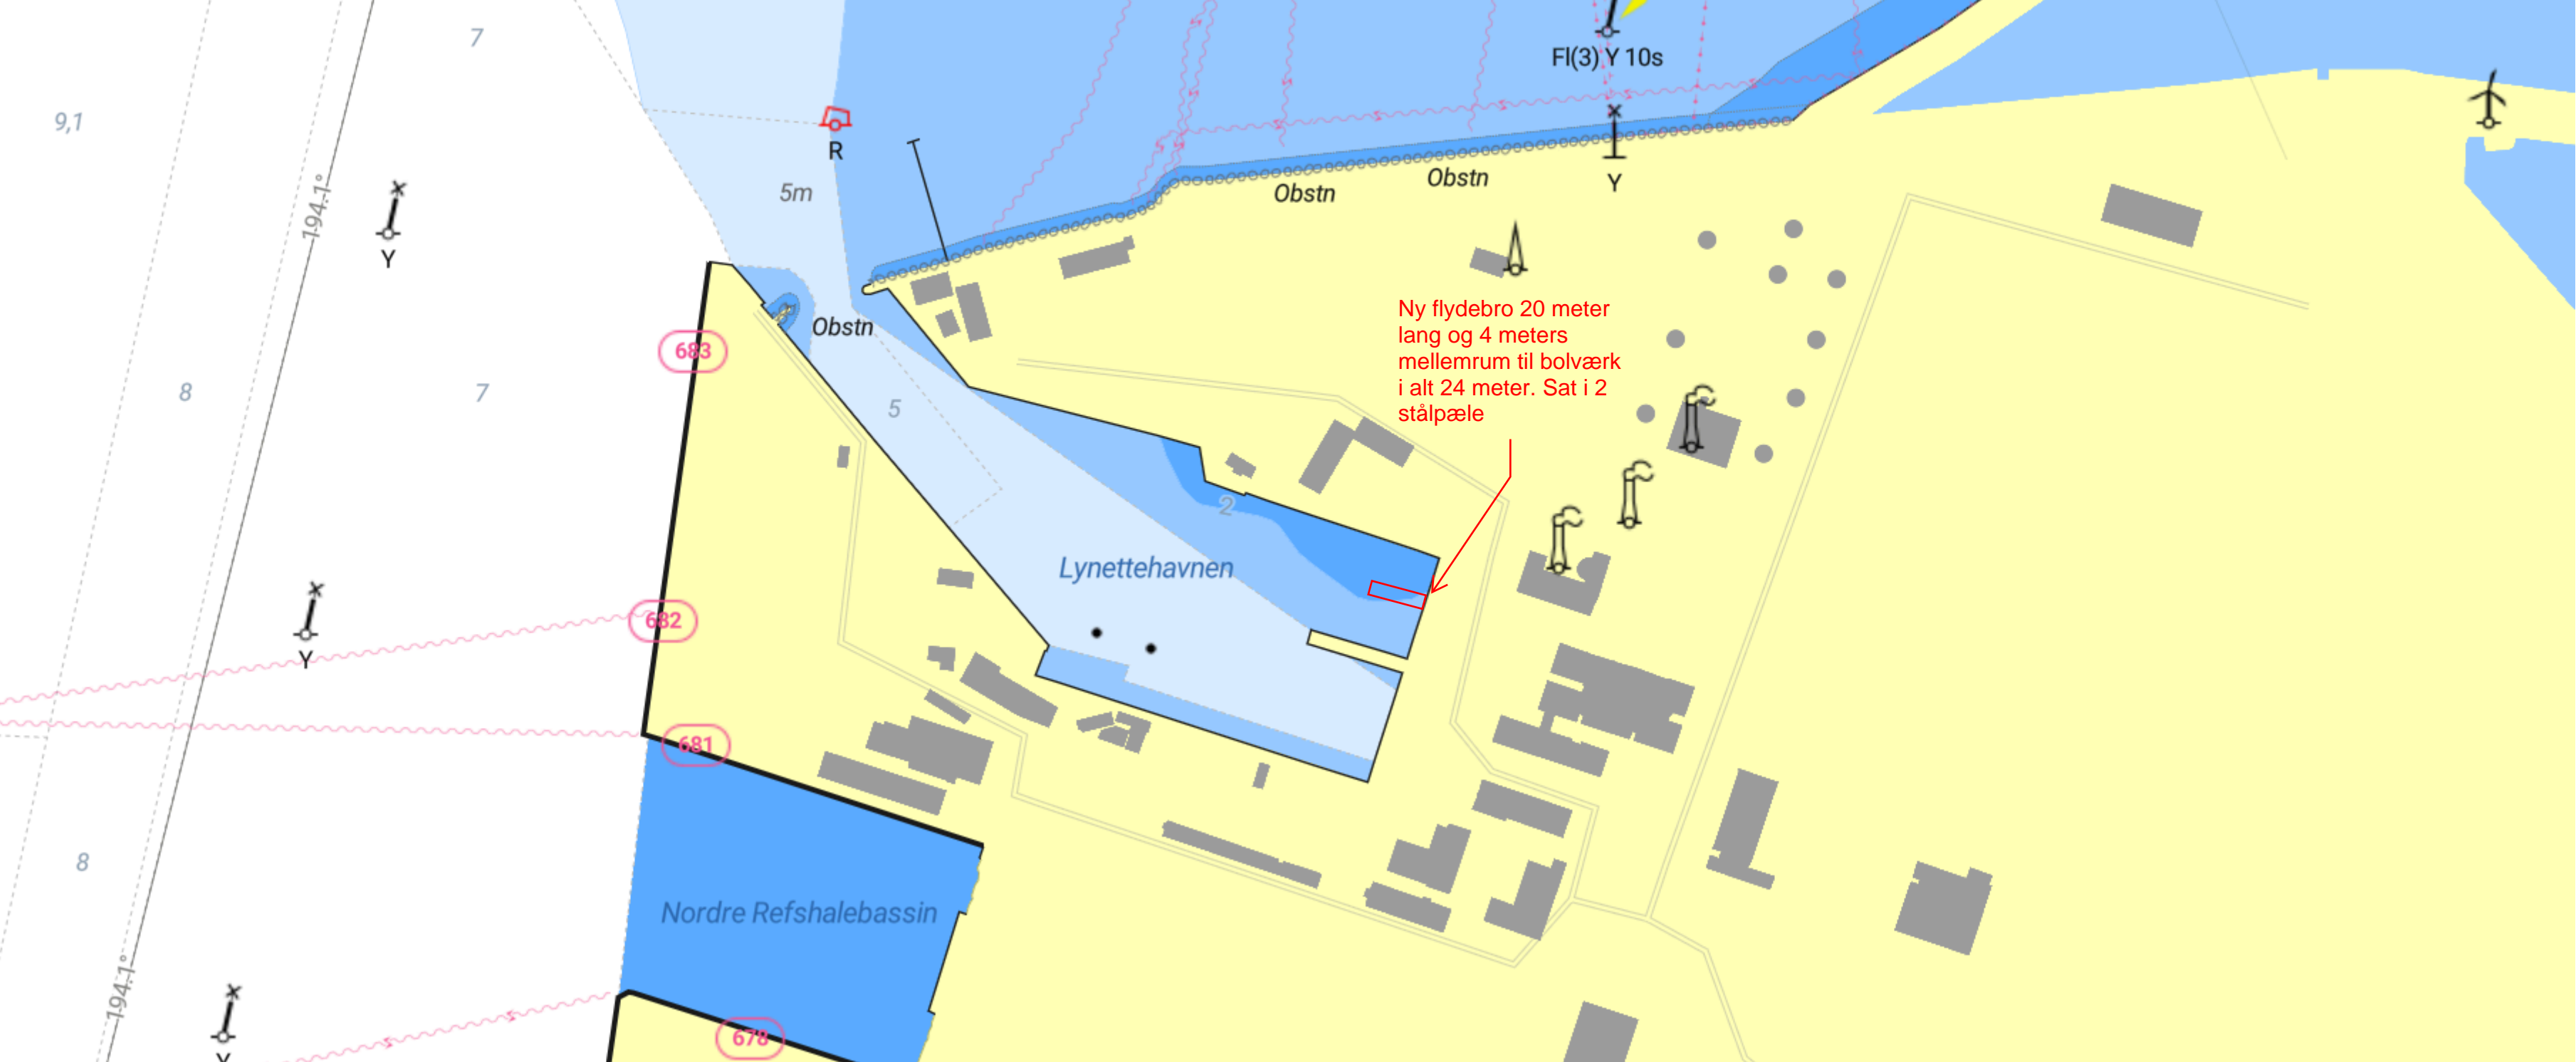 7
Fl(3) Y 10s
9,1
R
194.1°
5m
Obstn
Obstn
Y
Y
Ny flydebro 20 meter
lang og 4 meters
mellemrum til bolværk
i alt 24 meter. Sat i 2
stålpæle
Obstn
683
8
7
5
2
Lynettehavnen
682
Y
681
8
Nordre Refshalebassin
194.1°
678
Y